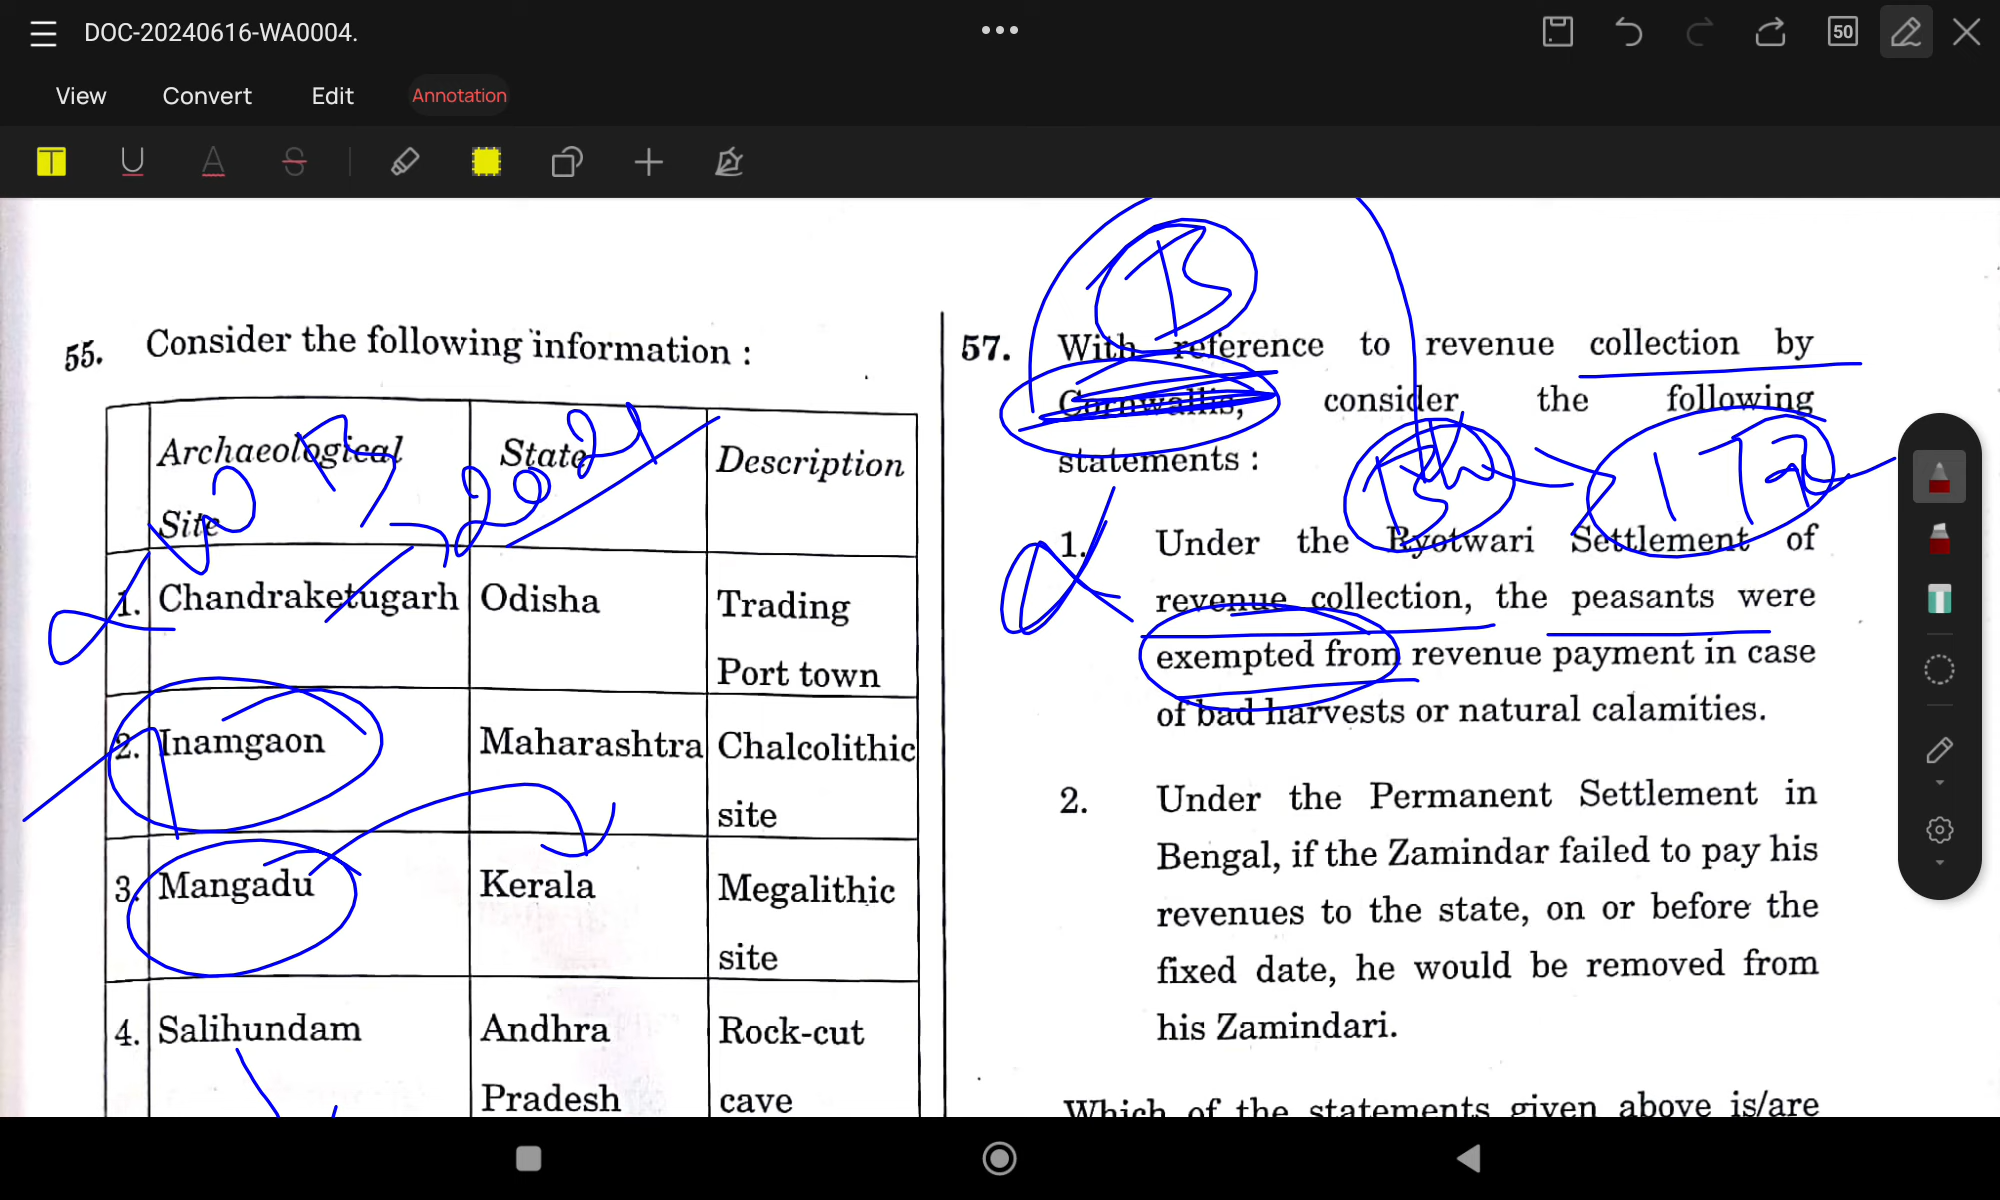 DOC-20240616-WA0004.
50
View Convert Edit Annotation
55. Consider the following information :
Archaeological Site State Description
1. Chandraketugarh Odisha Trading Port town
2. Inamgaon Maharashtra Chalcolithic site
3. Mangadu Kerala Megalithic site
4. Salihundam Andhra Pradesh Rock-cut cave
B
57. With reference to revenue collection by
Cornwallis, consider the following
statements :
1. Under the Ryotwari Settlement of
revenue collection, the peasants were
exempted from revenue payment in case
of bad harvests or natural calamities.
2. Under the Permanent Settlement in
Bengal, if the Zamindar failed to pay his
revenues to the state, on or before the
fixed date, he would be removed from
his Zamindari.
Which of the statements given above is/are